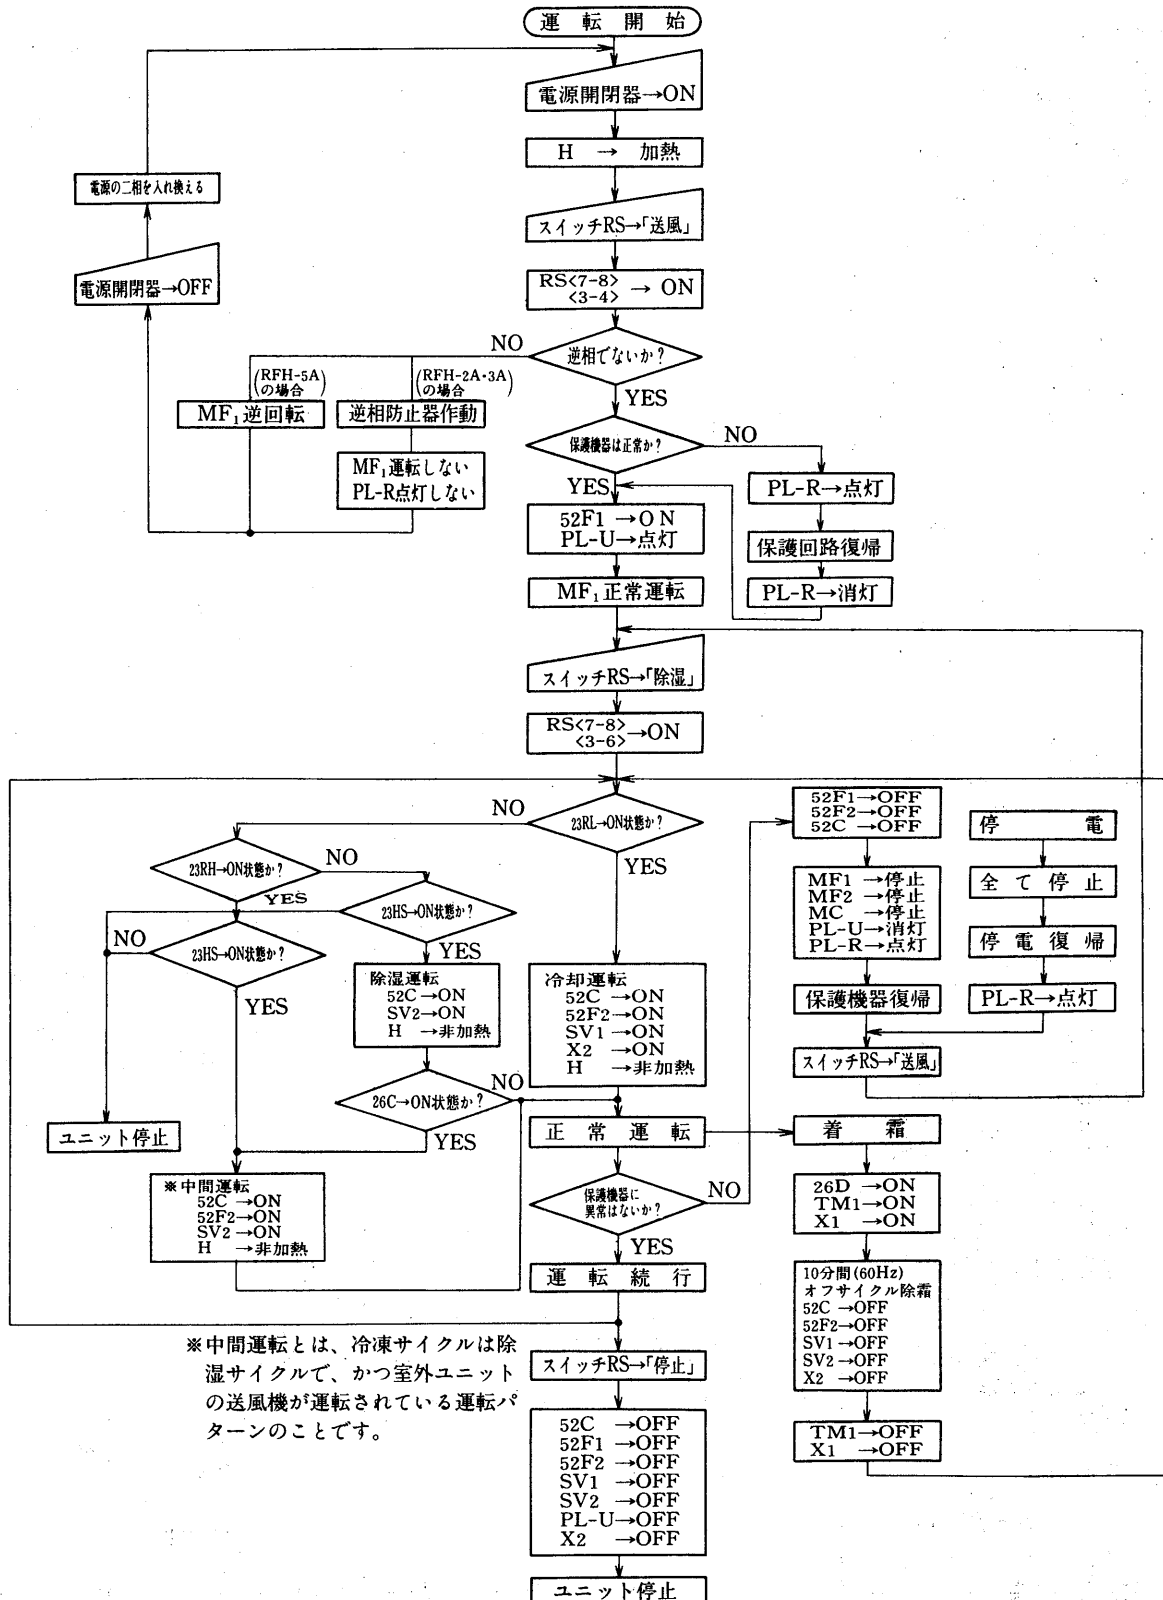 運転開始
電源開閉器→ON
H → 加熱
電源の二相を入れ換える
スイッチRS→「送風」
電源開閉器→OFF
RS<7-8>
<3-4> → ON
逆相でないか?
NO
YES
(RFH-5A
の場合)
(RFH-2A・3A
の場合)
MF₁逆回転
逆相防止器作動
MF₁運転しない
PL-R点灯しない
保護機器は正常か?
NO
YES
PL-R→点灯
保護回路復帰
PL-R→消灯
52F1 →ON
PL-U→点灯
MF₁正常運転
スイッチRS→「除湿」
RS<7-8>
<3-6> →ON
23RL→ON状態か?
NO
YES
23RH→ON状態か?
NO
YES
23HS→ON状態か?
YES
23HS→ON状態か?
NO
YES
除湿運転
52C →ON
SV2→ON
H →非加熱
26C→ON状態か?
NO
YES
ユニット停止
※中間運転
52C →ON
52F2→ON
SV2→ON
H →非加熱
冷却運転
52C →ON
52F2→ON
SV1→ON
X2 →ON
H →非加熱
正常運転
保護機器に
異常はないか?
NO
YES
運転続行
52F1→OFF
52F2→OFF
52C →OFF
MF1 →停止
MF2 →停止
MC →停止
PL-U→消灯
PL-R→点灯
保護機器復帰
スイッチRS→「送風」
停電
全て停止
停電復帰
PL-R→点灯
着霜
26D →ON
TM1→ON
X1 →ON
10分間(60Hz)
オフサイクル除霜
52C →OFF
52F2→OFF
SV1→OFF
SV2→OFF
X2 →OFF
TM1→OFF
X1 →OFF
※中間運転とは、冷凍サイクルは除
湿サイクルで、かつ室外ユニット
の送風機が運転されている運転パ
ターンのことです。
スイッチRS→「停止」
52C →OFF
52F1 →OFF
52F2 →OFF
SV1 →OFF
SV2 →OFF
PL-U→OFF
X2 →OFF
ユニット停止